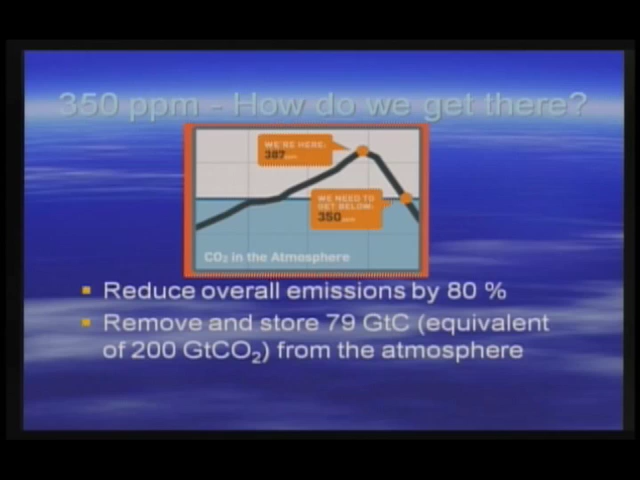 350 ppm - How do we get there?
WE'RE HERE:
387 ppm
WE NEED TO
GET BELOW:
350 ppm
CO₂ in the Atmosphere
▪ Reduce overall emissions by 80 %
▪ Remove and store 79 GtC (equivalent
of 200 GtCO₂) from the atmosphere